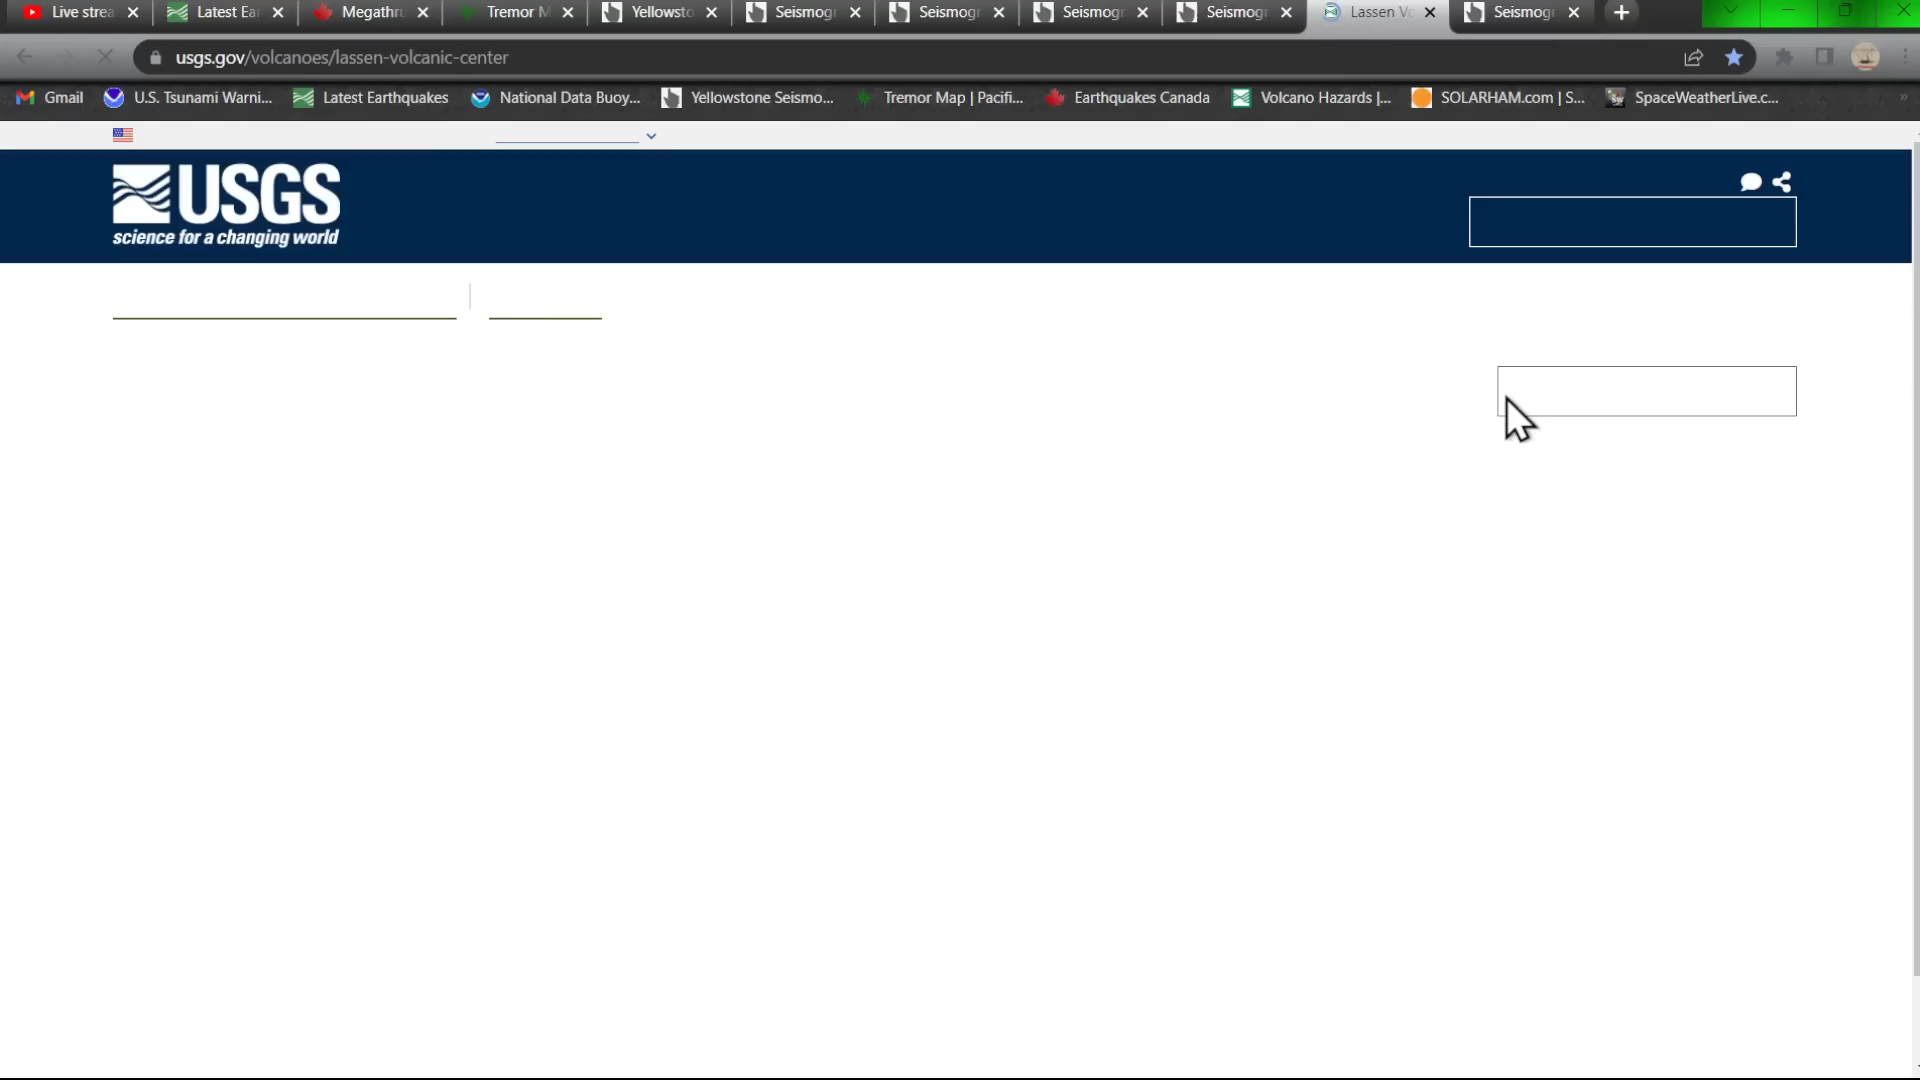 Live strea
Latest Ea
Megathru
Tremor M
Yellowsto
Seismogr
Seismogr
Seismogr
Seismogr
Lassen Vo
Seismogr
usgs.gov/volcanoes/lassen-volcanic-center
Gmail
U.S. Tsunami Warni...
Latest Earthquakes
National Data Buoy...
Yellowstone Seismo...
Tremor Map | Pacifi...
Earthquakes Canada
Volcano Hazards |...
SOLARHAM.com | S...
SpaceWeatherLive.c...
USGS
science for a changing world